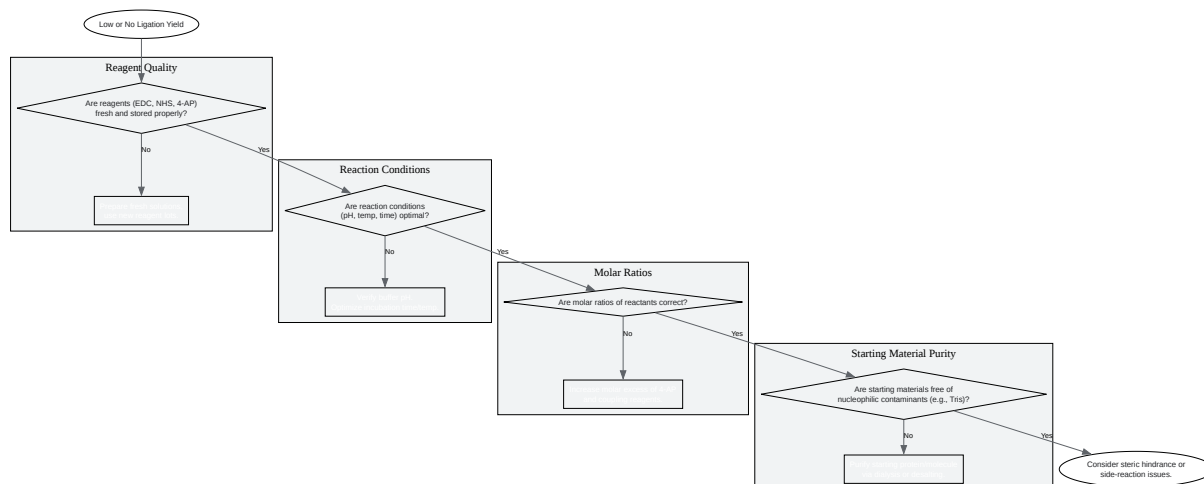 Low or No Ligation Yield
Reagent Quality
Are reagents (EDC, NHS, 4-AP)
fresh and stored properly?
No
Yes
Reaction Conditions
Are reaction conditions
(pH, temp, time) optimal?
No
Yes
Molar Ratios
Are molar ratios of reactants correct?
No
Yes
Starting Material Purity
Are starting materials free of
nucleophilic contaminants (e.g., Tris)?
No
Yes
Consider steric hindrance or
side-reaction issues.